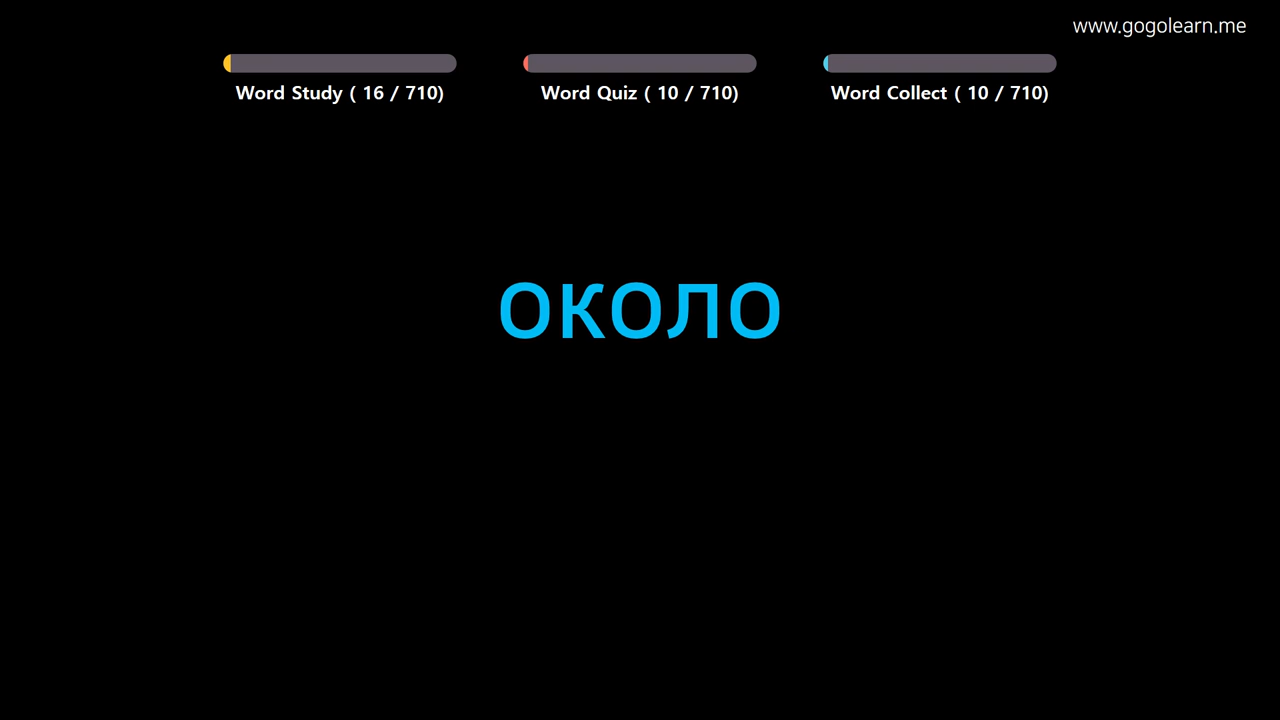 www.gogolearn.me
Word Study ( 16 / 710)
Word Quiz ( 10 / 710)
Word Collect ( 10 / 710)
около